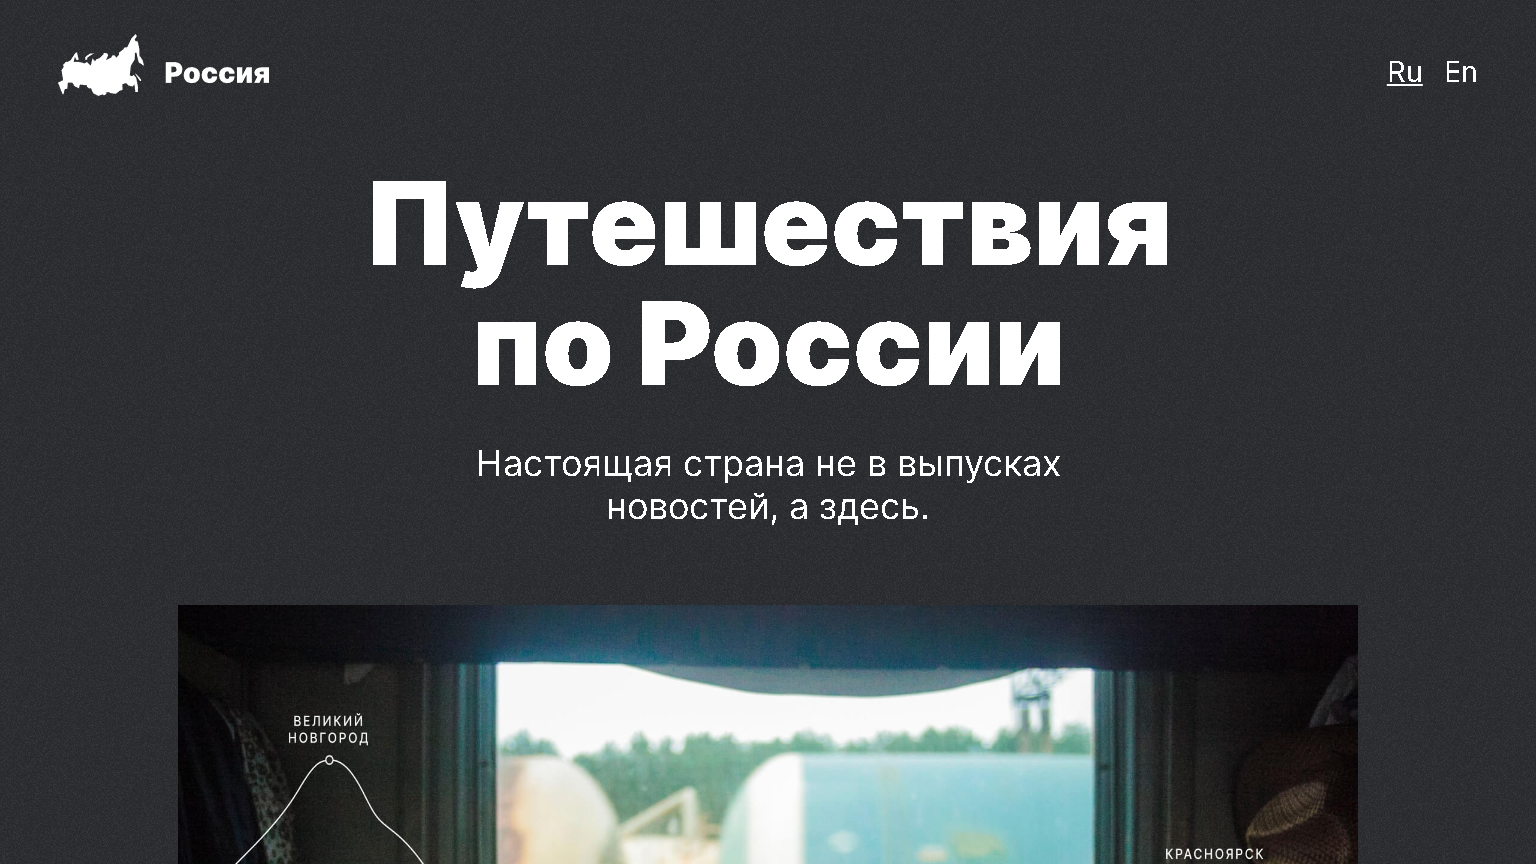 Россия
Ru En
Путешествия
по России
Настоящая страна не в выпусках
новостей, а здесь.
ВЕЛИКИЙ
НОВГОРОД
КРАСНОЯРСК